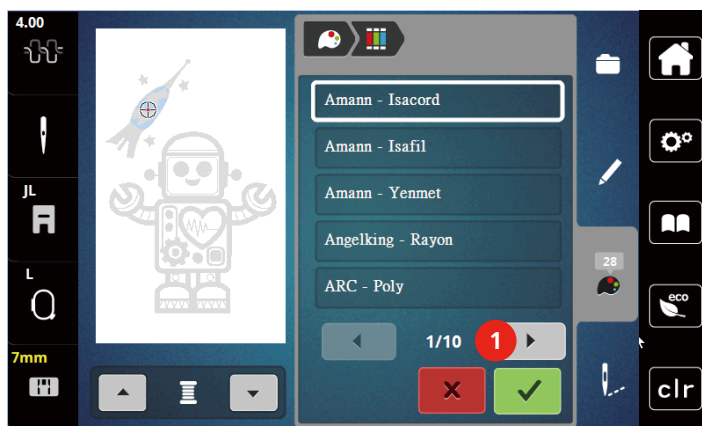 4.00
JL
L
7mm
Amann - Isacord
Amann - Isafil
Amann - Yenmet
Angelking - Rayon
ARC - Poly
1/10
1
28
eco
clr